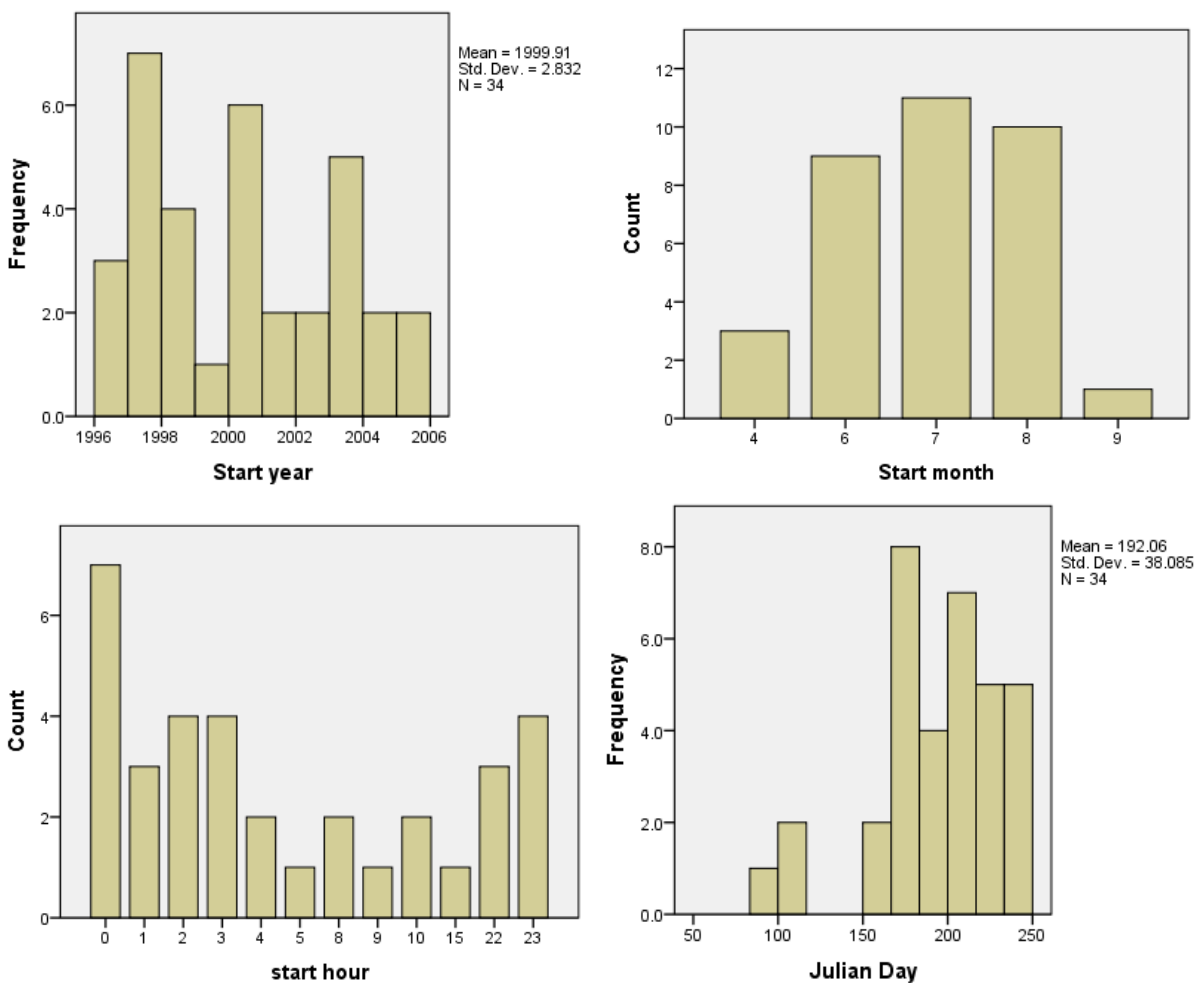 Mean = 1999.91
Std. Dev. = 2.832
N = 34
Frequency
6.0
4.0
2.0
0.0
1996 1998 2000 2002 2004 2006
Start year
Count
12
10
8
6
4
2
0
4 6 7 8 9
Start month
Count
6
4
2
0
0 1 2 3 4 5 8 9 10 15 22 23
start hour
Mean = 192.06
Std. Dev. = 38.085
N = 34
Frequency
8.0
6.0
4.0
2.0
0.0
50 100 150 200 250
Julian Day